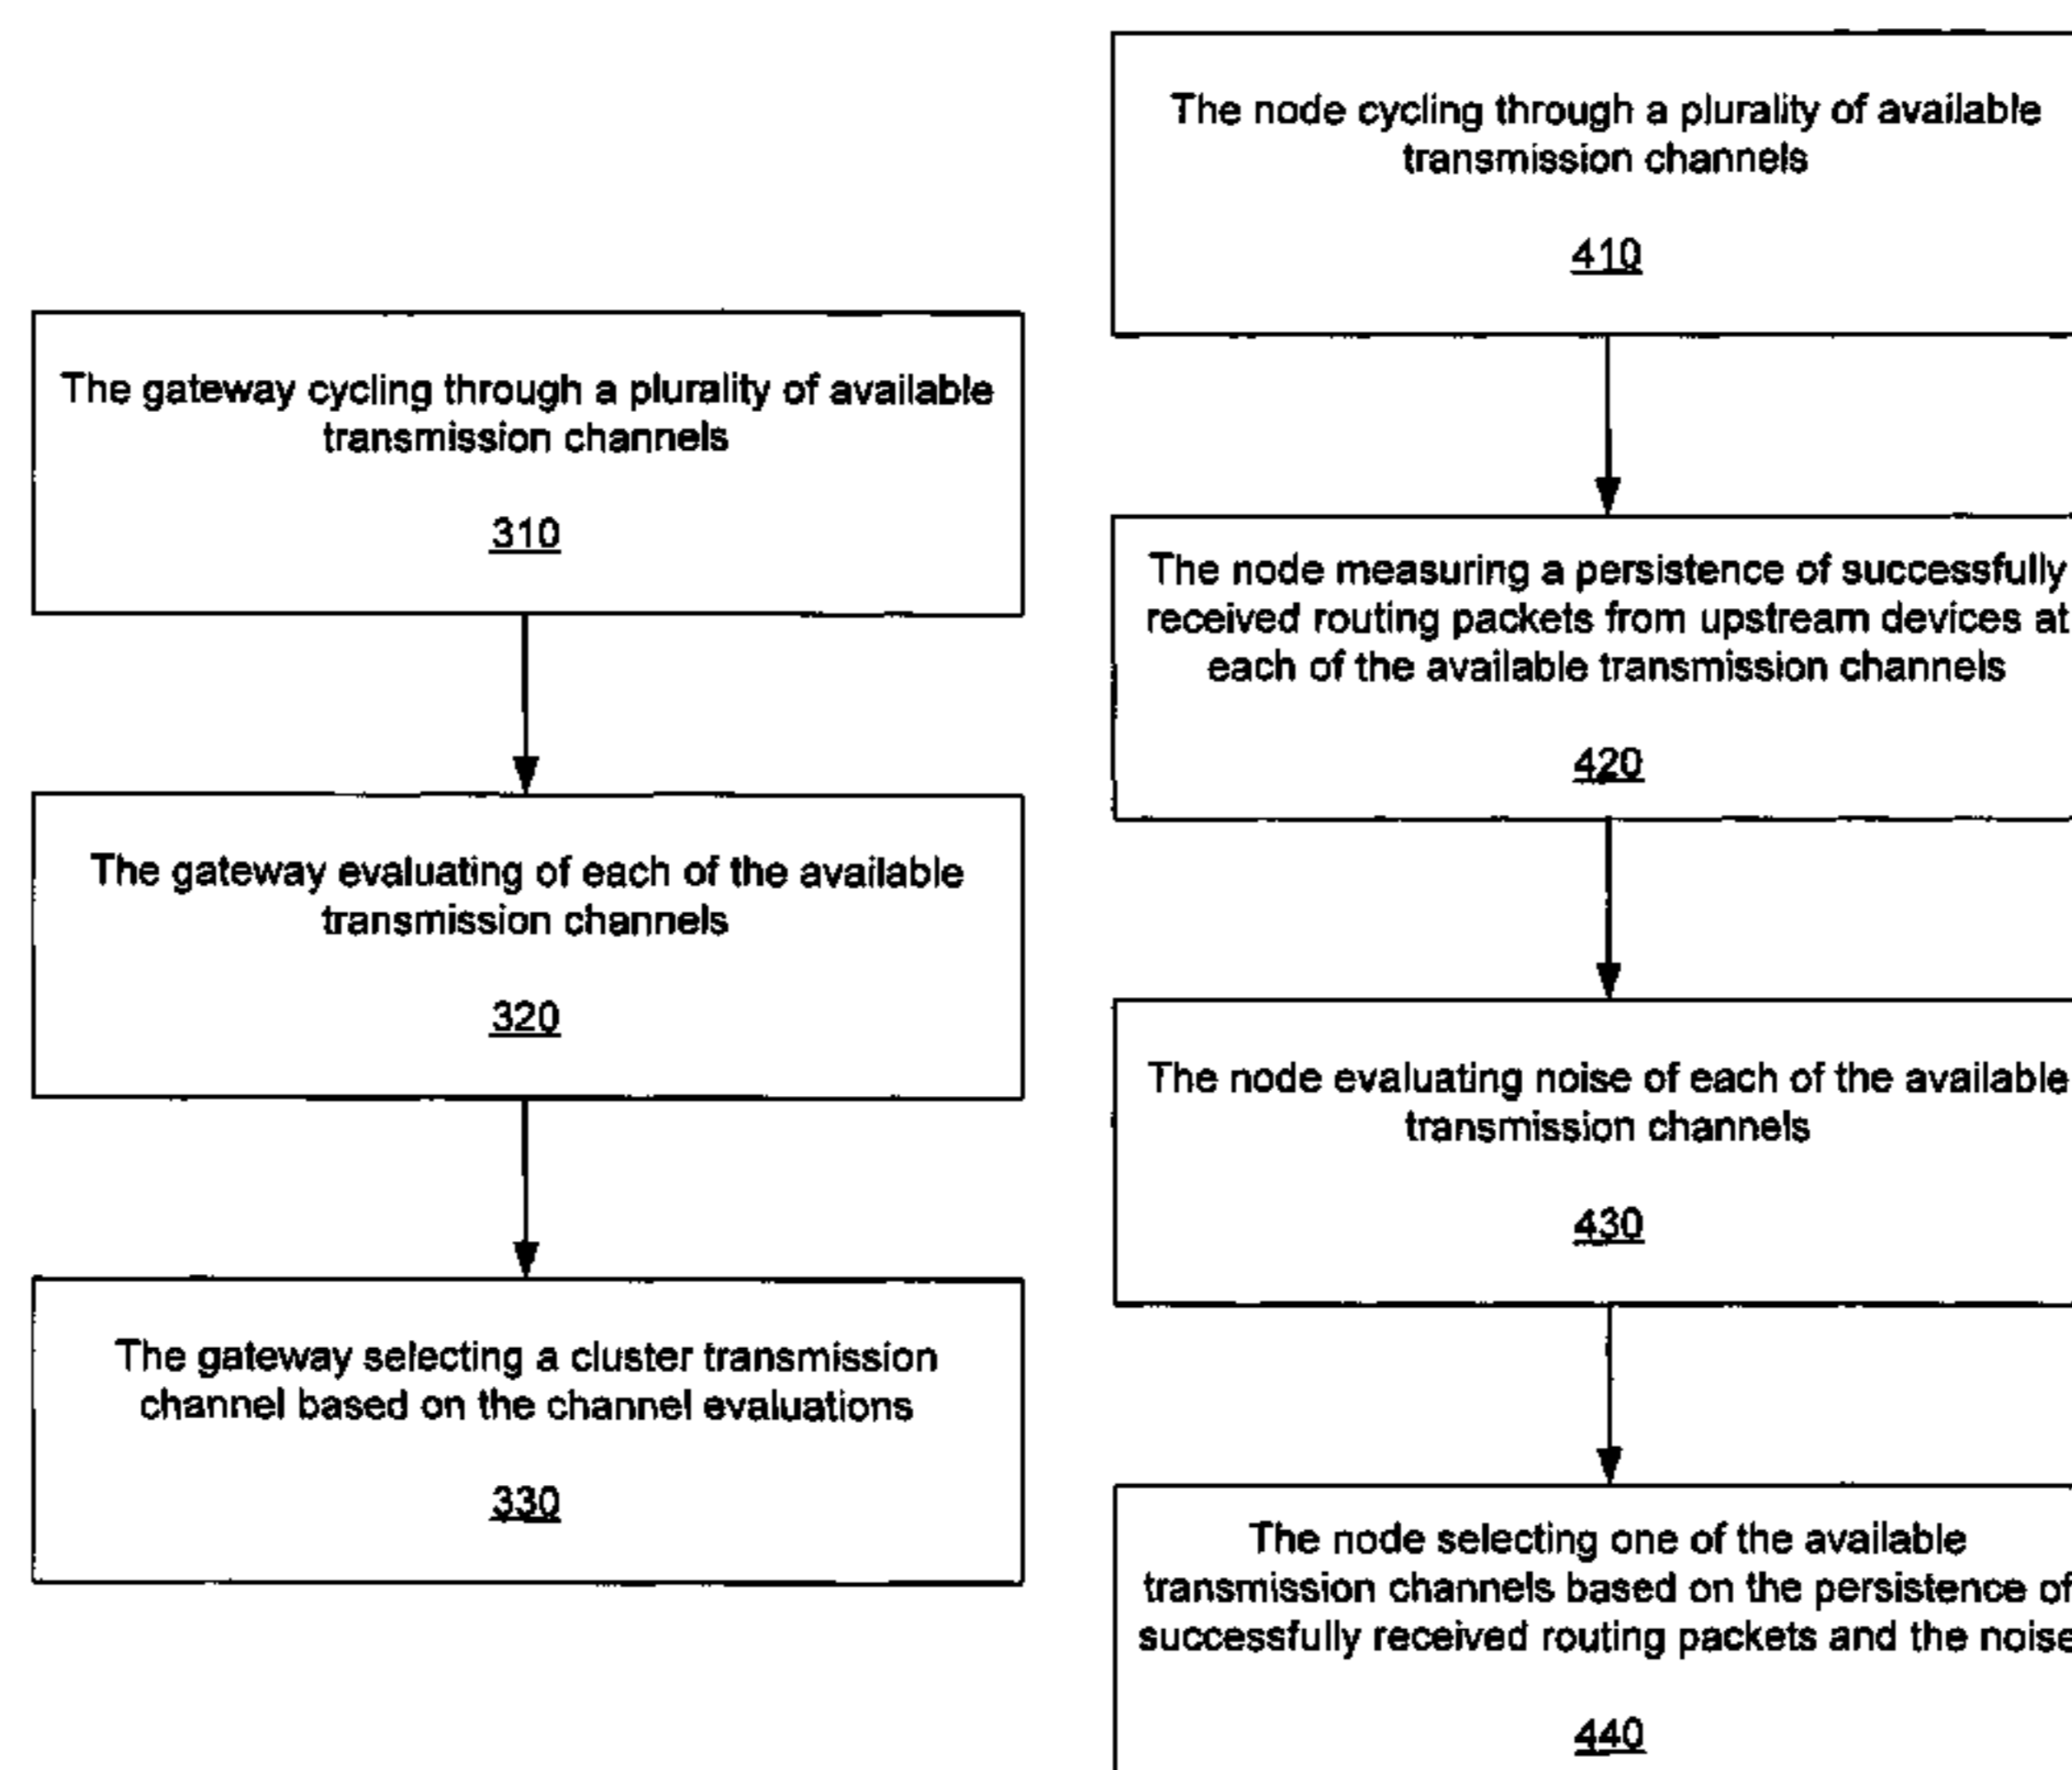 The gateway cycling through a plurality of available
transmission channels
310
The gateway evaluating of each of the available
transmission channels
320
The gateway selecting a cluster transmission
channel based on the channel evaluations
330
The node cycling through a plurality of available
transmission channels
410
The node measuring a persistence of successfully
received routing packets from upstream devices at
each of the available transmission channels
420
The node evaluating noise of each of the available
transmission channels
430
The node selecting one of the available
transmission channels based on the persistence of
successfully received routing packets and the noise
440